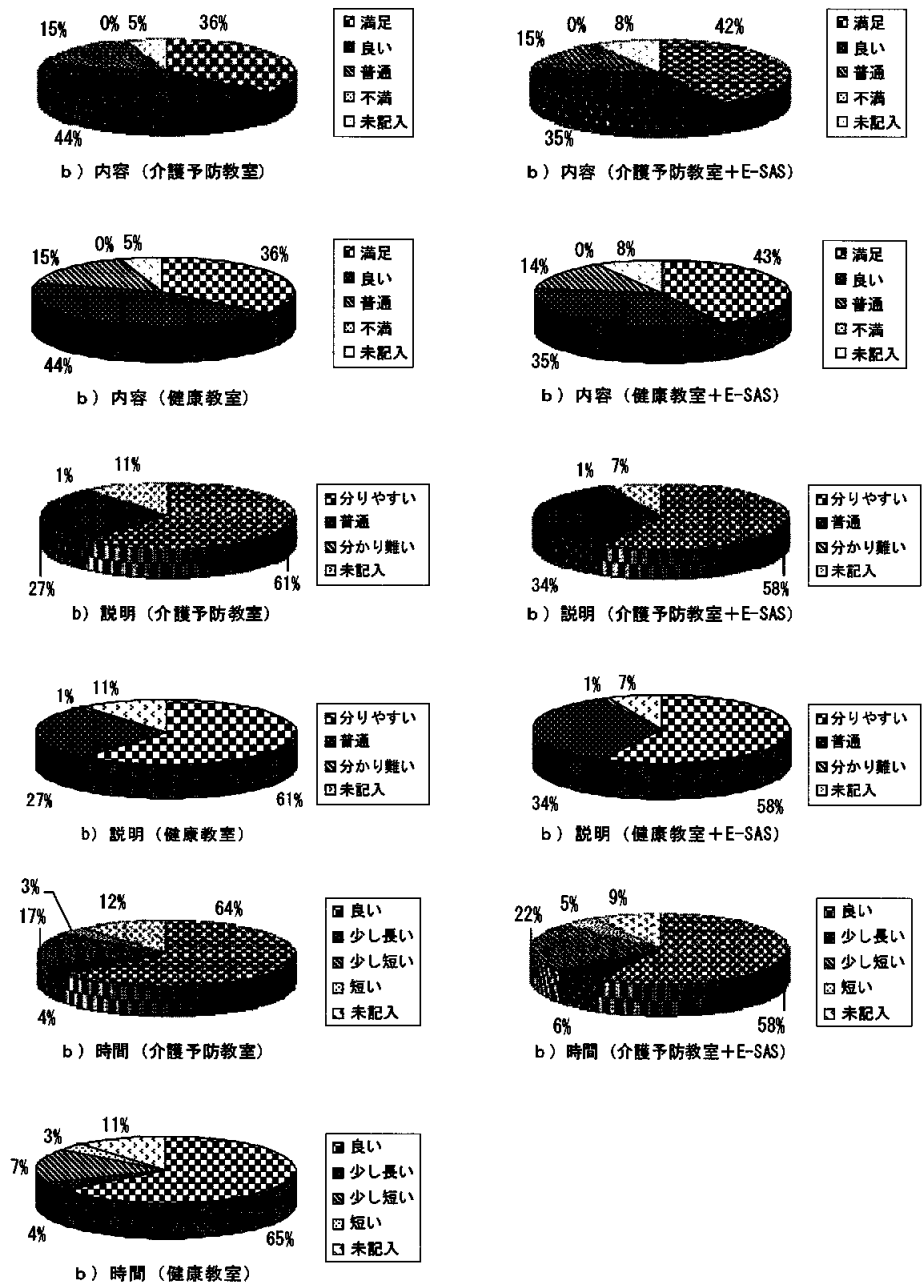 15% 0% 5% 36%
44%
満足
良い
普通
不満
未記入
b) 内容 (介護予防教室)
15% 0% 8% 42%
35%
満足
良い
普通
不満
未記入
b) 内容 (介護予防教室+E-SAS)
15% 0% 5% 36%
44%
満足
良い
普通
不満
未記入
b) 内容 (健康教室)
14% 0% 8% 43%
35%
満足
良い
普通
不満
未記入
b) 内容 (健康教室+E-SAS)
1% 11%
27% 61%
分りやすい
普通
分かり難い
未記入
b) 説明 (介護予防教室)
1% 7%
34% 58%
分りやすい
普通
分かり難い
未記入
b) 説明 (介護予防教室+E-SAS)
1% 11%
27% 61%
分りやすい
普通
分かり難い
未記入
b) 説明 (健康教室)
1% 7%
34% 58%
分りやすい
普通
分かり難い
未記入
b) 説明 (健康教室+E-SAS)
3% 12% 64%
17%
4%
良い
少し長い
少し短い
短い
未記入
b) 時間 (介護予防教室)
22% 5% 9%
6% 58%
良い
少し長い
少し短い
短い
未記入
b) 時間 (介護予防教室+E-SAS)
3% 11%
7%
4% 65%
良い
少し長い
少し短い
短い
未記入
b) 時間 (健康教室)